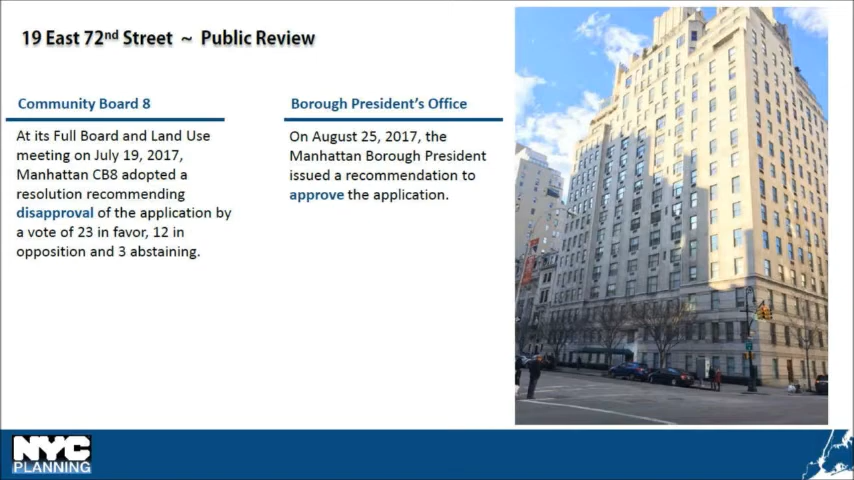 19 East 72nd Street ~ Public Review
Community Board 8
At its Full Board and Land Use
meeting on July 19, 2017,
Manhattan CB8 adopted a
resolution recommending
disapproval of the application by
a vote of 23 in favor, 12 in
opposition and 3 abstaining.
Borough President's Office
On August 25, 2017, the
Manhattan Borough President
issued a recommendation to
approve the application.
NYC
PLANNING